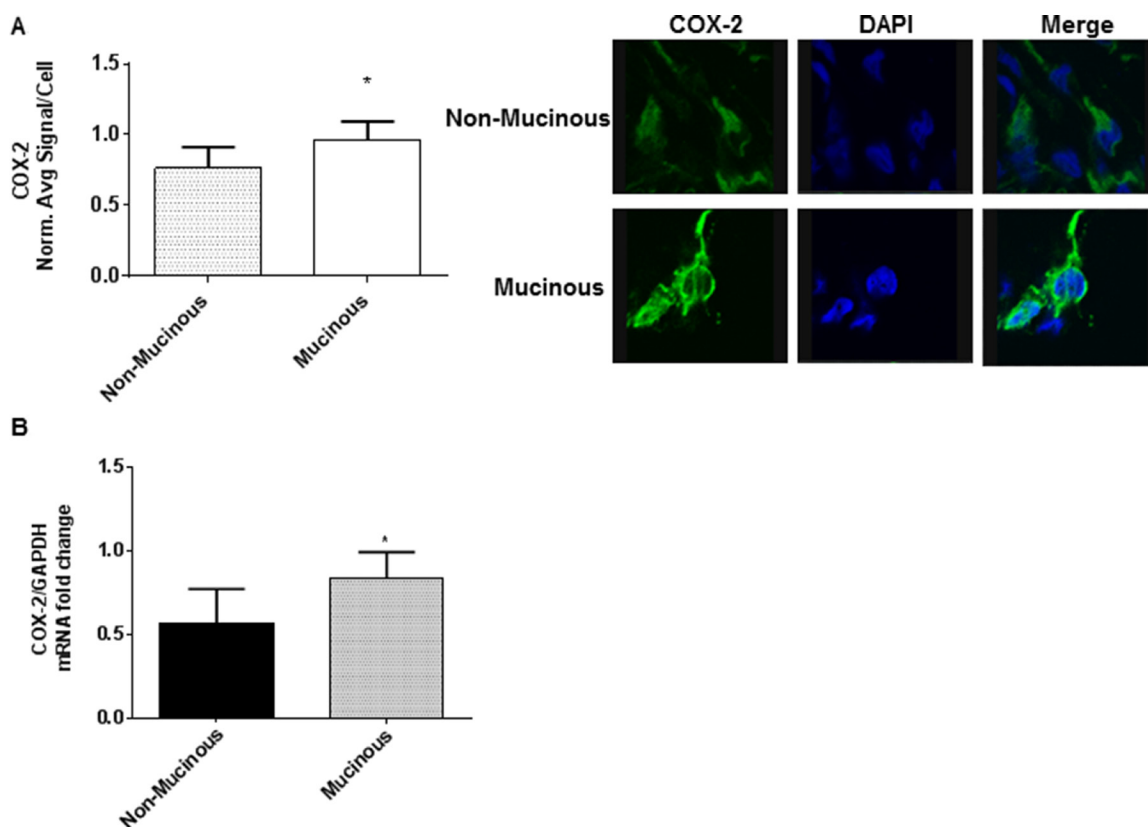 A
COX-2
Norm. Avg Signal/Cell
1.5
1.0
0.5
0.0
*
Non-Mucinous
Mucinous
COX-2
DAPI
Merge
Non-Mucinous
Mucinous
B
COX-2/GAPDH
mRNA fold change
1.5
1.0
0.5
0.0
*
Non-Mucinous
Mucinous